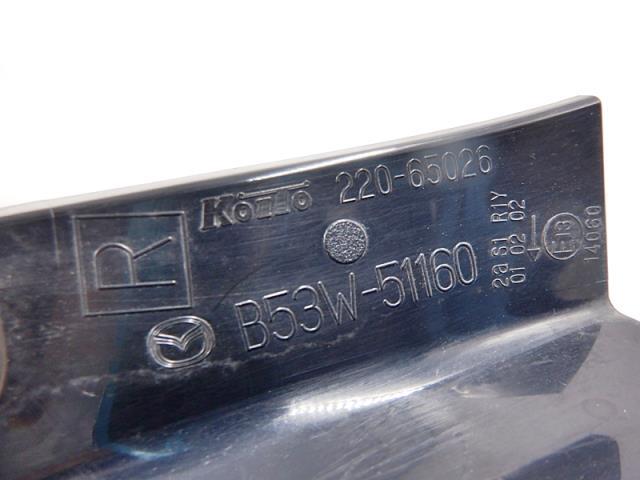 KOITO 220-65026
R
B53W-51160
2a S1 R1Y
01 02 02
E13
14060